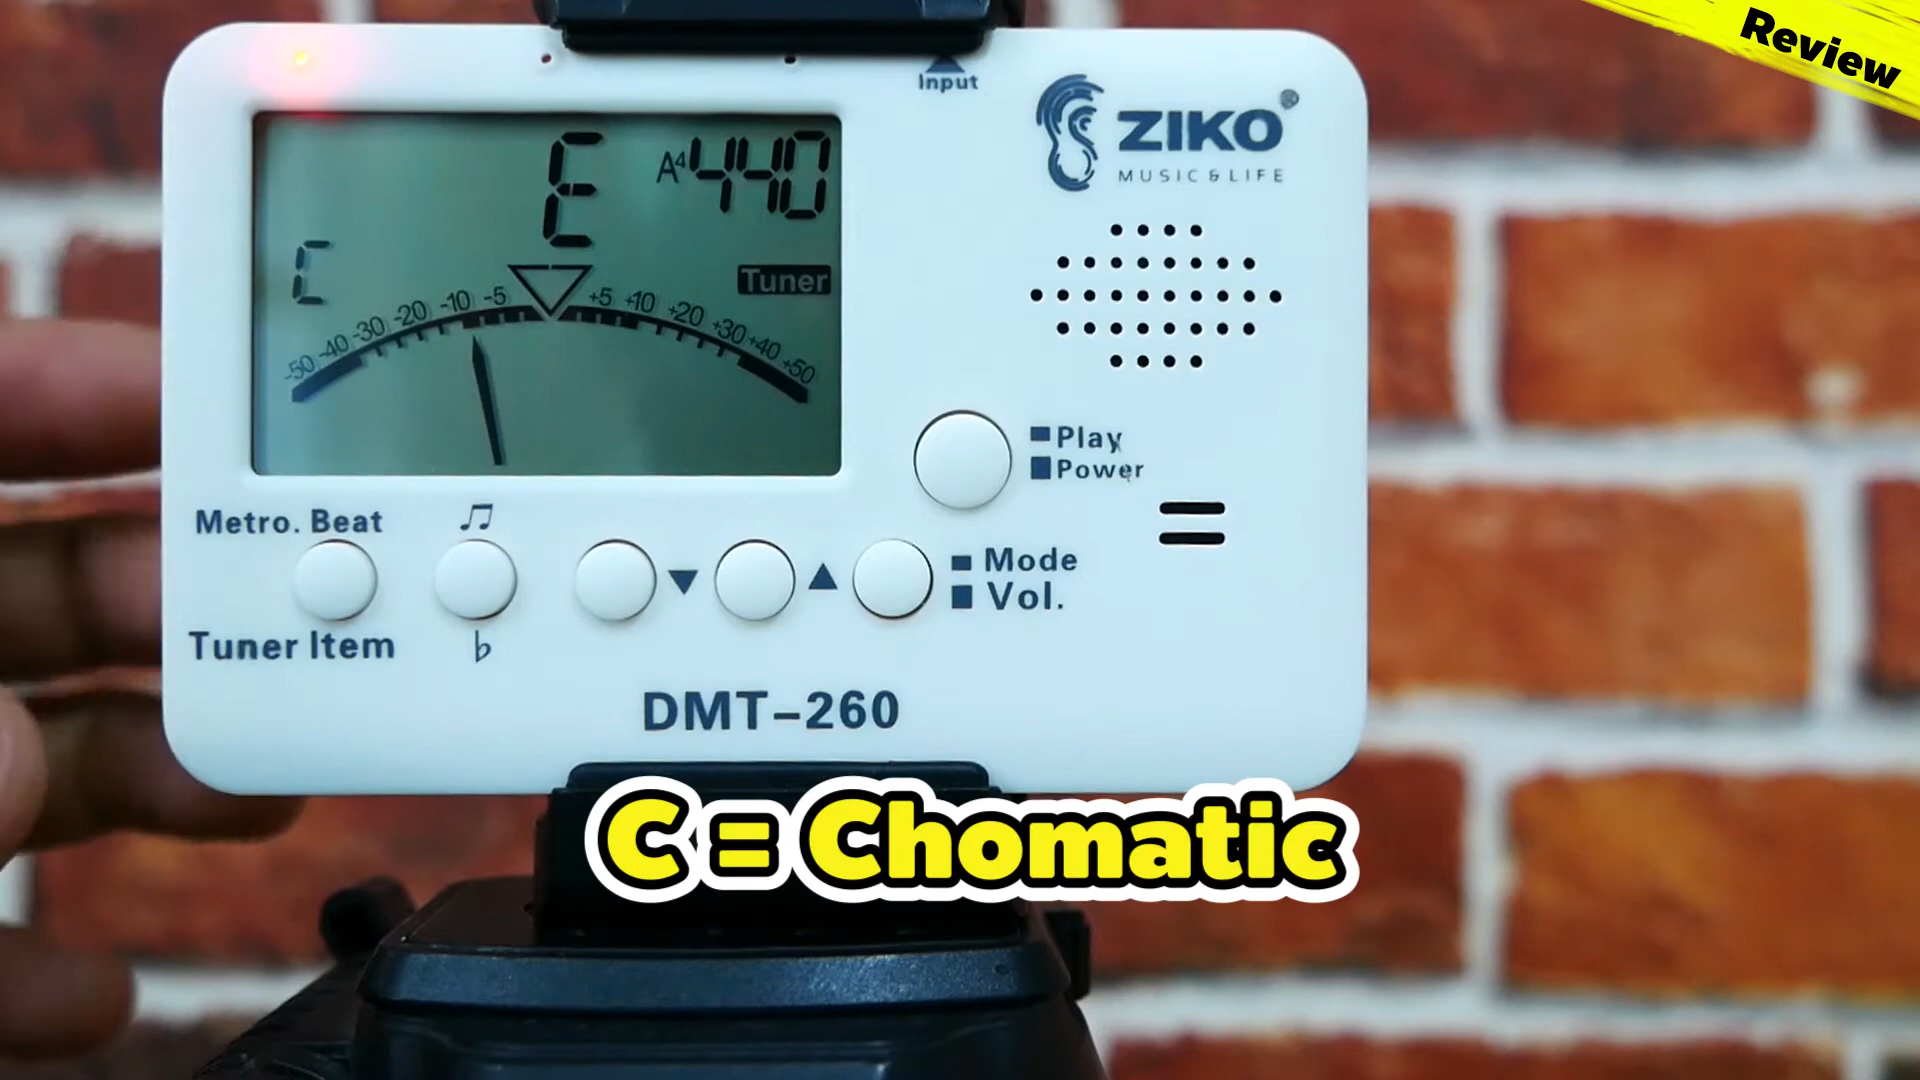 Review
Input
ZIKO®
MUSIC & LIFE
E
A4 440
C
Tuner
-50 -40 -30 -20 -10 -5 +5 +10 +20 +30 +40 +50
Play
Power
Metro. Beat
Mode
Vol.
Tuner Item
♭
DMT-260
C = Chomatic